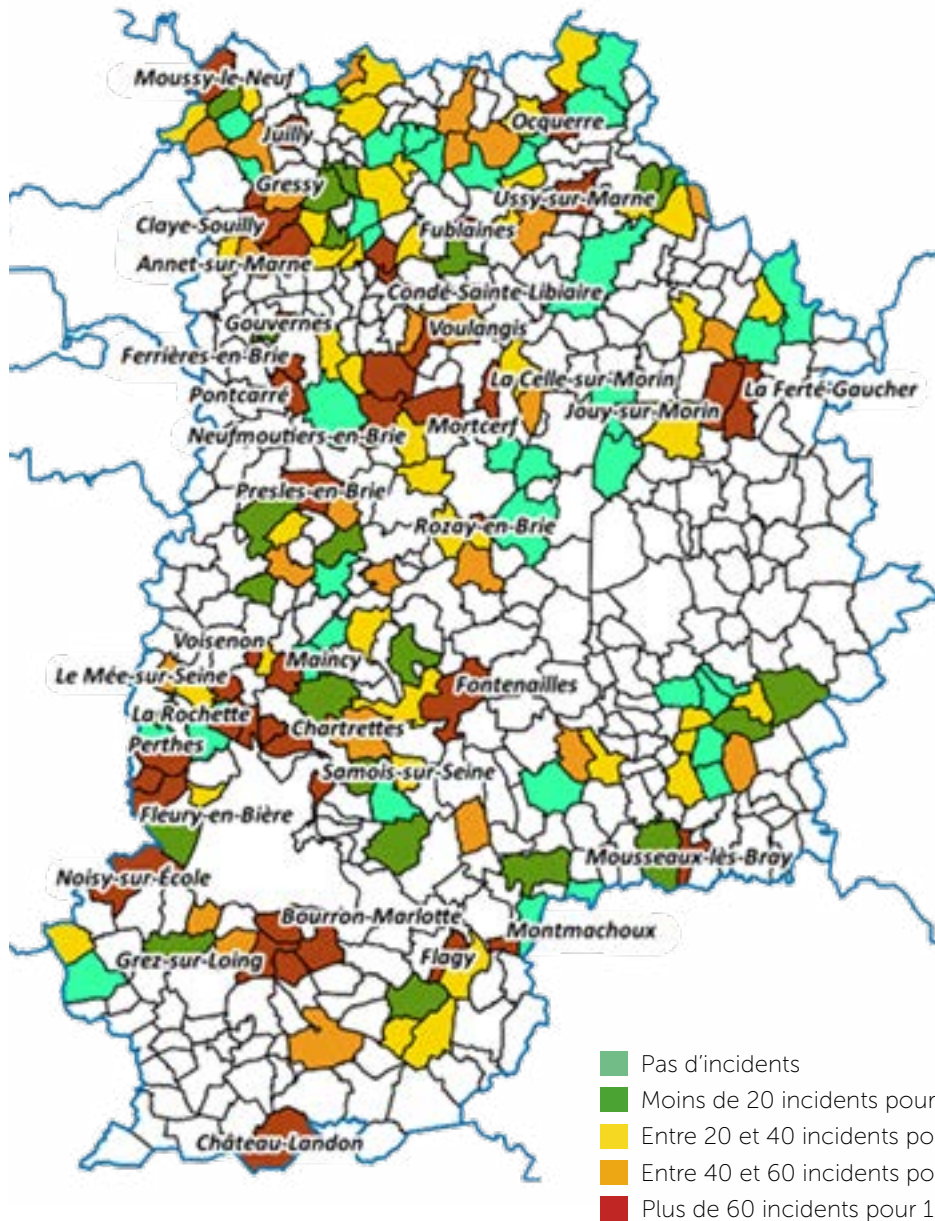 Moussy-le-Neuf
Juilly
Ocquerre
Gressy
Ussy-sur-Marne
Claye-Souilly
Fublaines
Annet-sur-Marne
Condé-Sainte-Libiaire
Gouvernes
Voulangis
Ferrières-en-Brie
La Celle-sur-Morin
Pontcarré
La Ferté-Gaucher
Jouy-sur-Morin
Mortcerf
Neufmoutiers-en-Brie
Presles-en-Brie
Rozay-en-Brie
Voisenon
Maincy
Le Mée-sur-Seine
Fontenailles
La Rochette
Chartrettes
Perthes
Samois-sur-Seine
Fleury-en-Bière
Mousseaux-lès-Bray
Noisy-sur-École
Bourron-Marlotte
Montmachoux
Grez-sur-Loing
Flagy
Château-Landon
Pas d'incidents
Moins de 20 incidents pour
Entre 20 et 40 incidents po
Entre 40 et 60 incidents po
Plus de 60 incidents pour 1